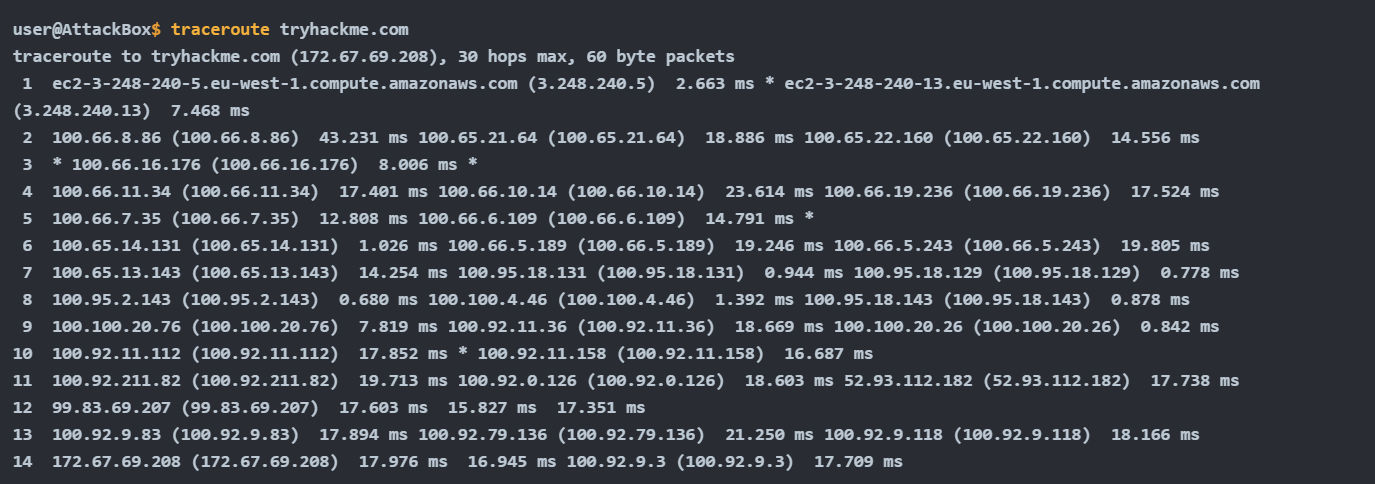 user@AttackBox$ traceroute tryhackme.com
traceroute to tryhackme.com (172.67.69.208), 30 hops max, 60 byte packets
 1  ec2-3-248-240-5.eu-west-1.compute.amazonaws.com (3.248.240.5)  2.663 ms * ec2-3-248-240-13.eu-west-1.compute.amazonaws.com
(3.248.240.13)  7.468 ms
 2  100.66.8.86 (100.66.8.86)  43.231 ms 100.65.21.64 (100.65.21.64)  18.886 ms 100.65.22.160 (100.65.22.160)  14.556 ms
 3  * 100.66.16.176 (100.66.16.176)  8.006 ms *
 4  100.66.11.34 (100.66.11.34)  17.401 ms 100.66.10.14 (100.66.10.14)  23.614 ms 100.66.19.236 (100.66.19.236)  17.524 ms
 5  100.66.7.35 (100.66.7.35)  12.808 ms 100.66.6.109 (100.66.6.109)  14.791 ms *
 6  100.65.14.131 (100.65.14.131)  1.026 ms 100.66.5.189 (100.66.5.189)  19.246 ms 100.66.5.243 (100.66.5.243)  19.805 ms
 7  100.65.13.143 (100.65.13.143)  14.254 ms 100.95.18.131 (100.95.18.131)  0.944 ms 100.95.18.129 (100.95.18.129)  0.778 ms
 8  100.95.2.143 (100.95.2.143)  0.680 ms 100.100.4.46 (100.100.4.46)  1.392 ms 100.95.18.143 (100.95.18.143)  0.878 ms
 9  100.100.20.76 (100.100.20.76)  7.819 ms 100.92.11.36 (100.92.11.36)  18.669 ms 100.100.20.26 (100.100.20.26)  0.842 ms
10  100.92.11.112 (100.92.11.112)  17.852 ms * 100.92.11.158 (100.92.11.158)  16.687 ms
11  100.92.211.82 (100.92.211.82)  19.713 ms 100.92.0.126 (100.92.0.126)  18.603 ms 52.93.112.182 (52.93.112.182)  17.738 ms
12  99.83.69.207 (99.83.69.207)  17.603 ms  15.827 ms  17.351 ms
13  100.92.9.83 (100.92.9.83)  17.894 ms 100.92.79.136 (100.92.79.136)  21.250 ms 100.92.9.118 (100.92.9.118)  18.166 ms
14  172.67.69.208 (172.67.69.208)  17.976 ms  16.945 ms 100.92.9.3 (100.92.9.3)  17.709 ms